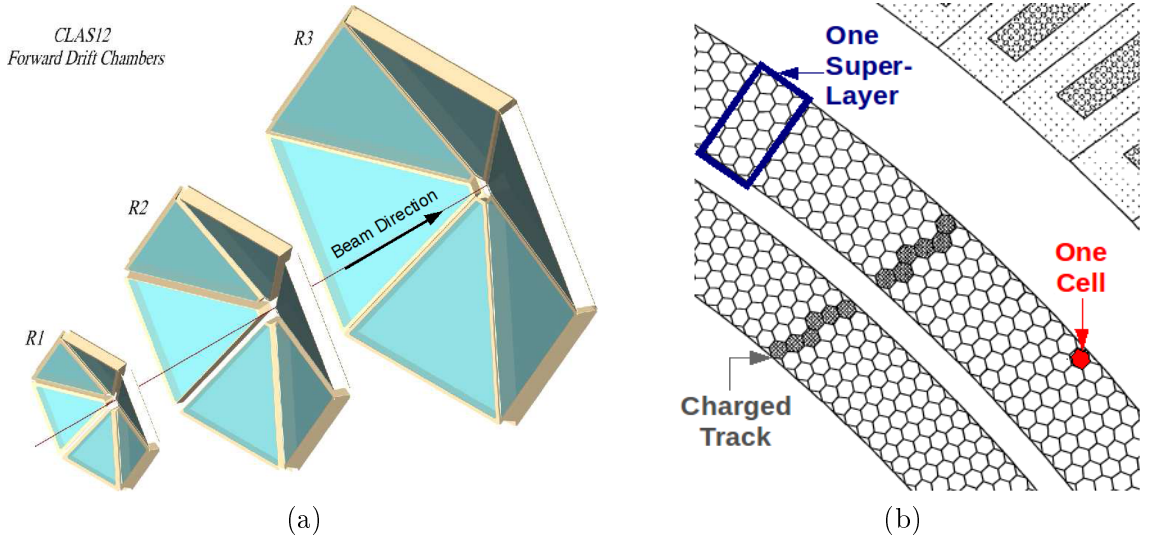 CLAS12
Forward Drift Chambers
R3
R2
R1
Beam Direction
(a)
One
Super-
Layer
One
Cell
Charged
Track
(b)